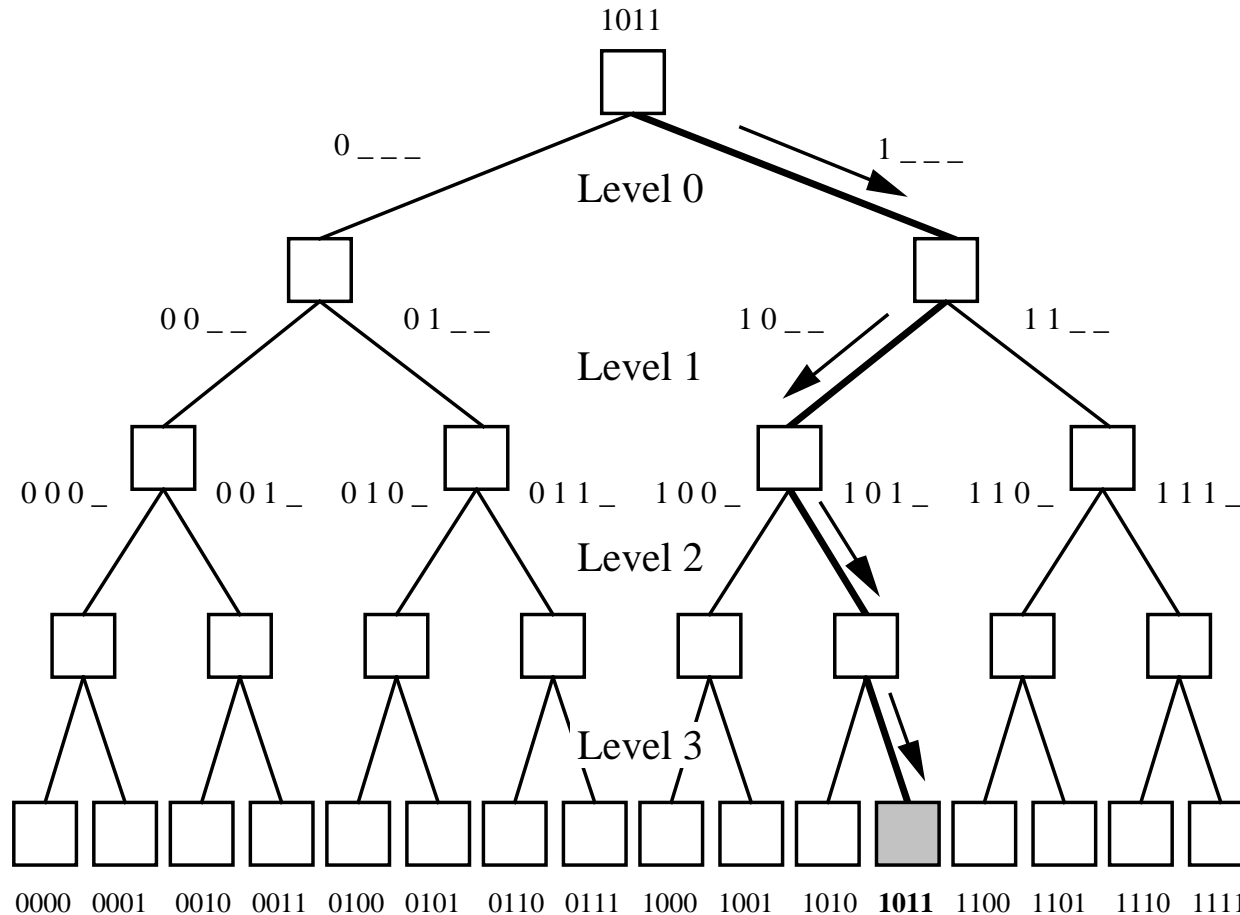 1011
0 _ _ _ 1 _ _ _
Level 0
0 0 _ _ 0 1 _ _ 1 0 _ _ 1 1 _ _
Level 1
0 0 0 _ 0 0 1 _ 0 1 0 _ 0 1 1 _ 1 0 0 _ 1 0 1 _ 1 1 0 _ 1 1 1 _
Level 2
Level 3
0000 0001 0010 0011 0100 0101 0110 0111 1000 1001 1010 1011 1100 1101 1110 1111